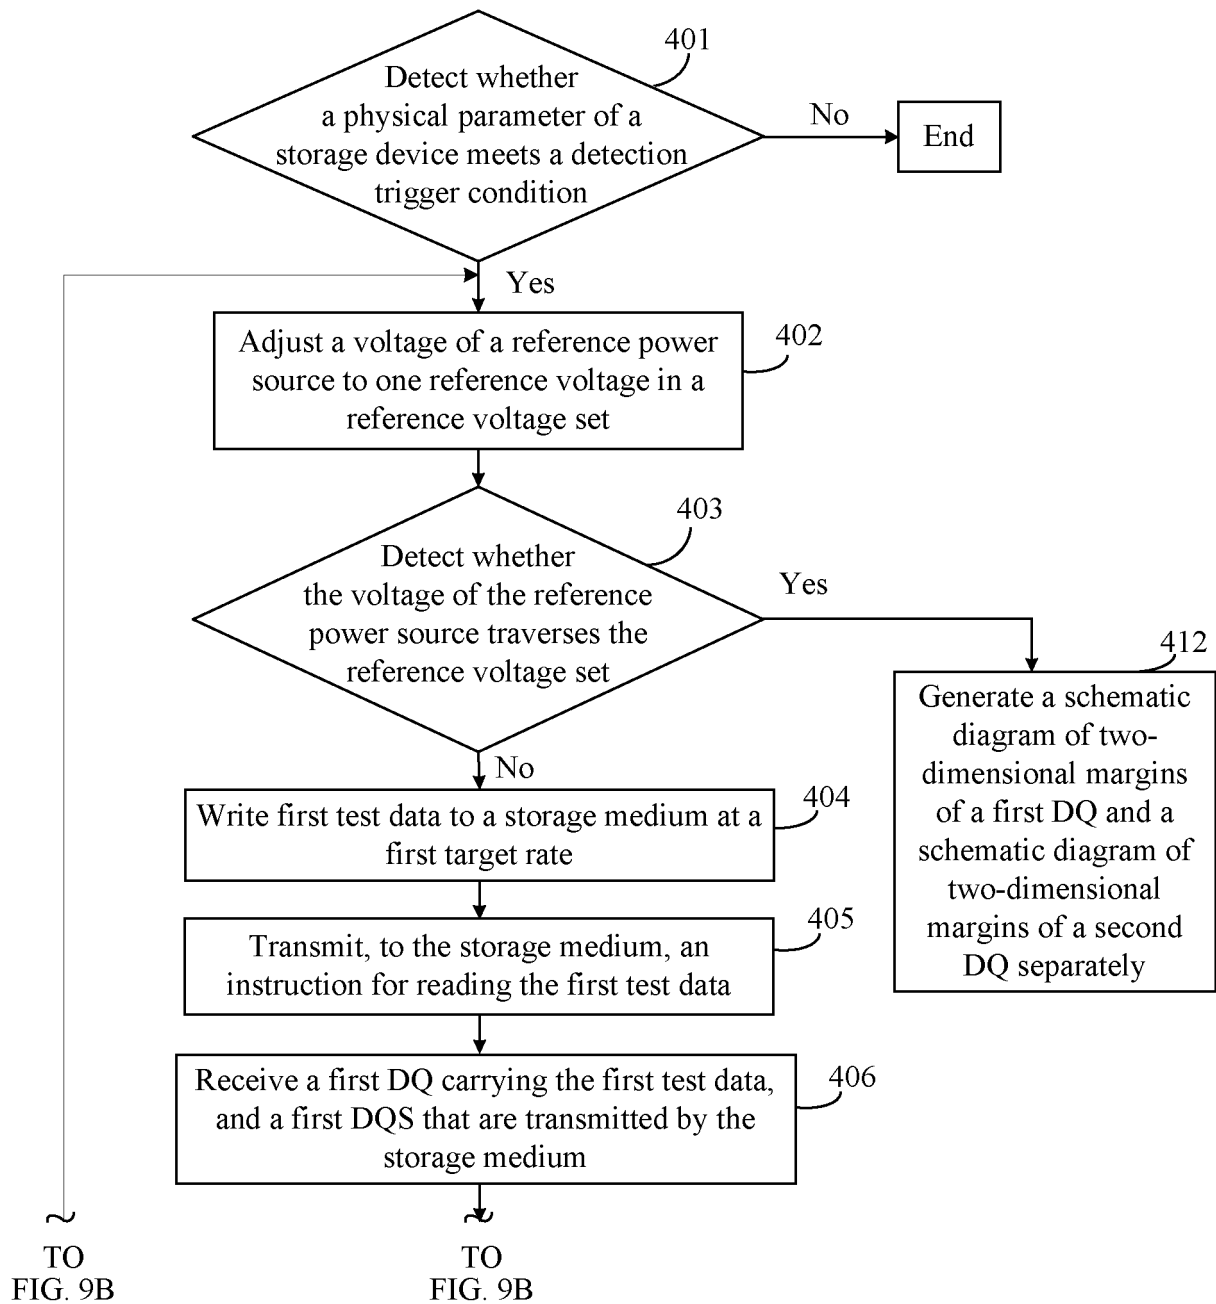 401
Detect whether
a physical parameter of a
storage device meets a detection
trigger condition
No
End
Yes
402
Adjust a voltage of a reference power
source to one reference voltage in a
reference voltage set
403
Detect whether
the voltage of the reference
power source traverses the
reference voltage set
Yes
412
Generate a schematic
diagram of two-
dimensional margins
of a first DQ and a
schematic diagram of
two-dimensional
margins of a second
DQ separately
No
404
Write first test data to a storage medium at a
first target rate
405
Transmit, to the storage medium, an
instruction for reading the first test data
406
Receive a first DQ carrying the first test data,
and a first DQS that are transmitted by the
storage medium
TO
FIG. 9B
TO
FIG. 9B